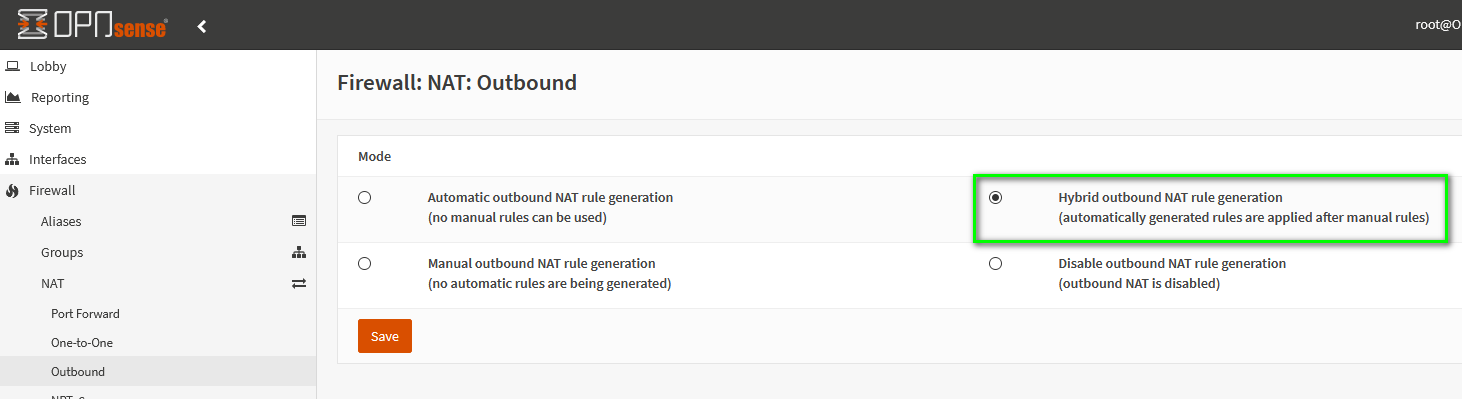 OPNsense®
root@O
Lobby
Reporting
System
Interfaces
Firewall
Aliases
Groups
NAT
Port Forward
One-to-One
Outbound
Firewall: NAT: Outbound
Mode
Automatic outbound NAT rule generation
(no manual rules can be used)
Hybrid outbound NAT rule generation
(automatically generated rules are applied after manual rules)
Manual outbound NAT rule generation
(no automatic rules are being generated)
Disable outbound NAT rule generation
(outbound NAT is disabled)
Save